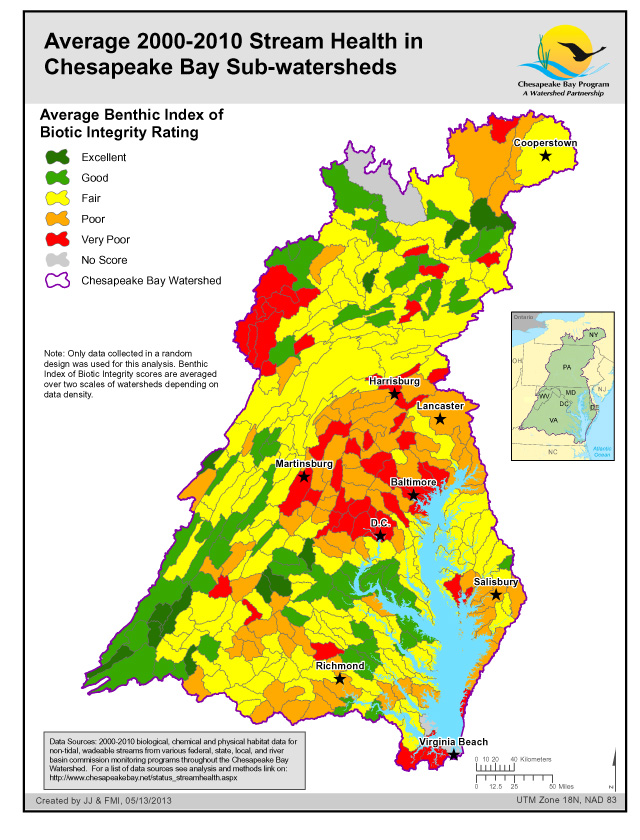 Average 2000-2010 Stream Health in
Chesapeake Bay Sub-watersheds
Chesapeake Bay Program
A Watershed Partnership
Average Benthic Index of
Biotic Integrity Rating
Excellent
Good
Fair
Poor
Very Poor
No Score
Chesapeake Bay Watershed
Note: Only data collected in a random
design was used for this analysis. Benthic
Index of Biotic Integrity scores are averaged
over two scales of watersheds depending on
data density.
Cooperstown
Harrisburg
Lancaster
Martinsburg
Baltimore
D.C.
Salisbury
Richmond
Virginia Beach
Ontario
NY
OH
PA
NJ
WV
MD
DC
DE
VA
NC
Atlantic
Ocean
Data Sources: 2000-2010 biological, chemical and physical habitat data for
non-tidal, wadeable streams from various federal, state, local, and river
basin commission monitoring programs throughout the Chesapeake Bay
Watershed. For a list of data sources see analysis and methods link on:
http://www.chesapeakebay.net/status_streamhealth.aspx
0 10 20 40 Kilometers
0 12.5 25 50 Miles
N
Created by JJ & FMI, 05/13/2013
UTM Zone 18N, NAD 83